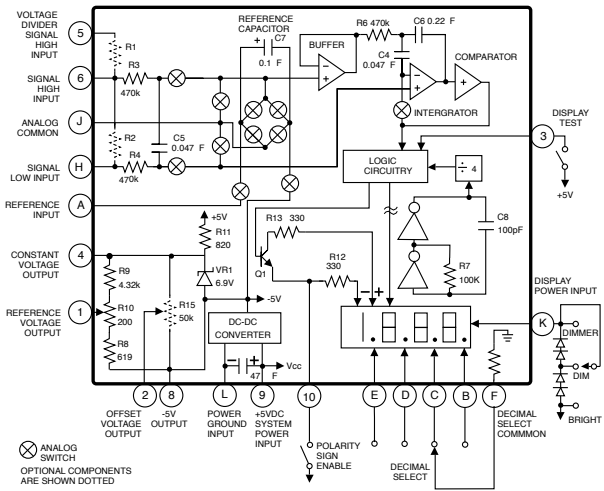 VOLTAGE
DIVIDER
SIGNAL
HIGH
INPUT
5
R1
SIGNAL
HIGH
INPUT
6
R3
470k
ANALOG
COMMON
J
R2
R4
470k
C5
0.047 F
SIGNAL
LOW INPUT
H
REFERENCE
INPUT
A
REFERENCE
CAPACITOR
+ C7
0.1 F
BUFFER
−
+
R6 470k
C6 0.22 F
C4
0.047 F
−
+
COMPARATOR
+
INTERGRATOR
LOGIC
CIRCUITRY
÷ 4
3
DISPLAY
TEST
+5V
C8
100pF
R7
100K
+5V
R11
820
R13 330
Q1
R12
330
− +
VR1
6.9V
-5V
CONSTANT
VOLTAGE
OUTPUT
4
R9
4.32k
R15
50k
REFERENCE
VOLTAGE
OUTPUT
1
R10
200
R8
619
DC-DC
CONVERTER
− +
47 F
Vcc
1.8.8.8
DISPLAY
POWER INPUT
K
DIMMER
DIM
BRIGHT
2
8
L
9
10
E
D
C
B
F
OFFSET
VOLTAGE
OUTPUT
-5V
OUTPUT
POWER
GROUND
INPUT
+5VDC
SYSTEM
POWER
INPUT
POLARITY
SIGN
ENABLE
DECIMAL
SELECT
DECIMAL
SELECT
COMMMON
ANALOG
SWITCH
OPTIONAL COMPONENTS
ARE SHOWN DOTTED